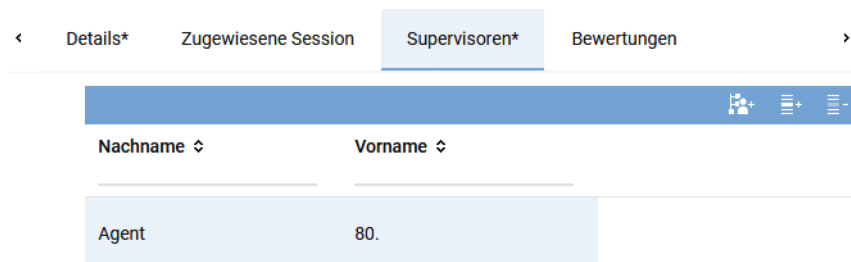 Details* Zugewiesene Session Supervisoren* Bewertungen
Nachname Vorname
Agent 80.